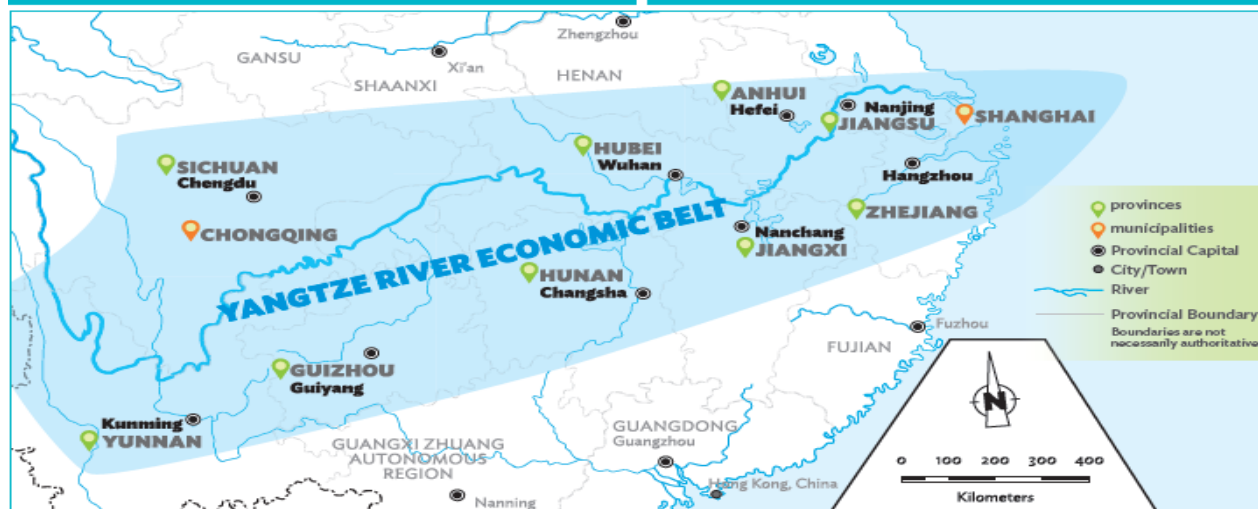 Zhengzhou
GANSU
Xi'an
SHAANXI
HENAN
ANHUI
Hefei
Nanjing
JIANGSU
SHANGHAI
SICHUAN
Chengdu
HUBEI
Wuhan
Hangzhou
CHONGQING
ZHEJIANG
Nanchang
JIANGXI
YANGTZE RIVER ECONOMIC BELT
HUNAN
Changsha
GUIZHOU
Guiyang
Fuzhou
FUJIAN
Kunming
YUNNAN
GUANGXI ZHUANG
AUTONOMOUS
REGION
Nanning
GUANGDONG
Guangzhou
Hong Kong, China
provinces
municipalities
Provincial Capital
City/Town
River
Provincial Boundary
Boundaries are not
necessarily authoritative
N
0 100 200 300 400
Kilometers